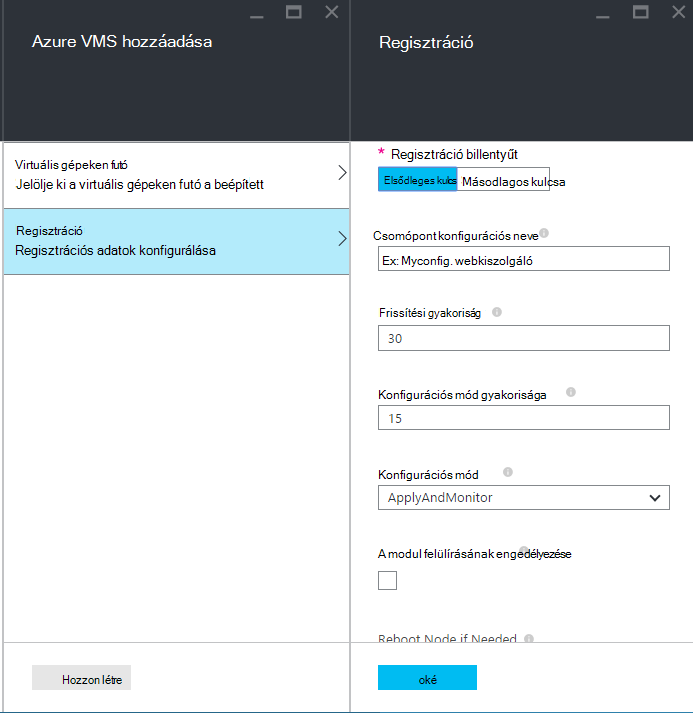 Azure VMS hozzáadása
Virtuális gépeken futó
Jelölje ki a virtuális gépeken futó a beépített
Regisztráció
Regisztrációs adatok konfigurálása
Hozzon létre
Regisztráció
* Regisztráció billentyűt
Elsődleges kulcs Másodlagos kulcsa
Csomópont konfigurációs neve
Ex: Myconfig. webkiszolgáló
Frissítési gyakoriság
30
Konfigurációs mód gyakorisága
15
Konfigurációs mód
ApplyAndMonitor
A modul felülírásának engedélyezése
Reboot Node if Needed
oké